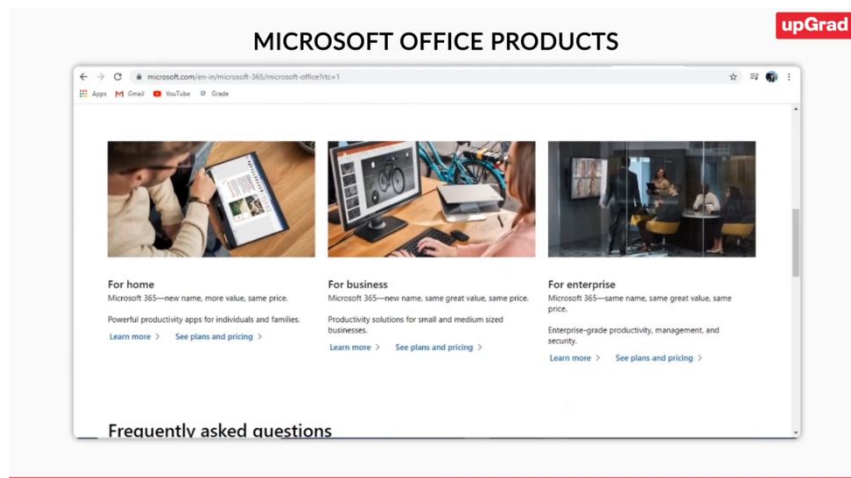 upGrad
MICROSOFT OFFICE PRODUCTS
microsoft.com/en-in/microsoft-365/microsoft-office?rtc=1
Apps Gmail YouTube Grade
For home
Microsoft 365—new name, more value, same price.
Powerful productivity apps for individuals and families.
Learn more > See plans and pricing >
For business
Microsoft 365—new name, same great value, same price.
Productivity solutions for small and medium sized
businesses.
Learn more > See plans and pricing >
For enterprise
Microsoft 365—same name, same great value, same
price.
Enterprise-grade productivity, management, and
security.
Learn more > See plans and pricing >
Frequently asked questions